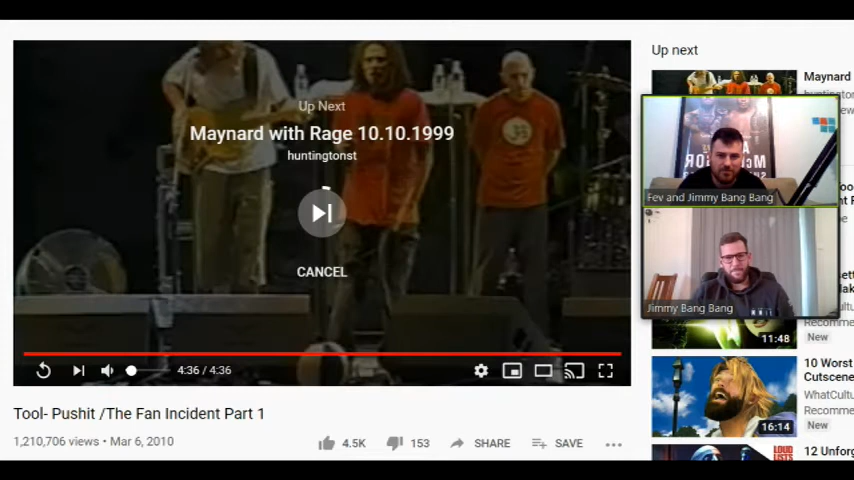 Up next
Up Next
Maynard with Rage 10.10.1999
huntingtonst
CANCEL
4:36 / 4:36
Tool- Pushit /The Fan Incident Part 1
1,210,706 views • Mar 6, 2010
4.5K
153
SHARE
SAVE
Maynard
Fev and Jimmy Bang Bang
Jimmy Bang Bang
Recomme
New
11:48
10 Worst
Cutscene
WhatCultu
Recomme
New
16:14
12 Unforg
LOUD
LISTS